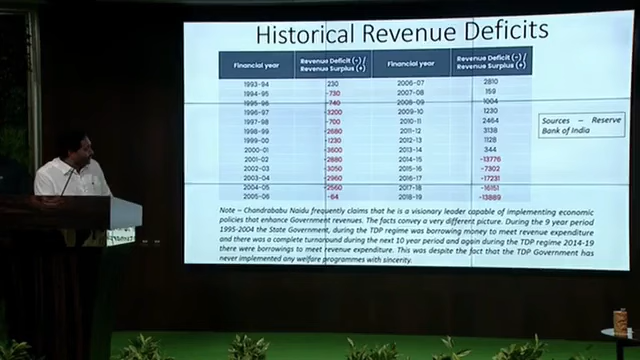 Historical Revenue Deficits
Financial year Revenue Deficit (-) / Revenue Surplus (+) Financial year Revenue Deficit (-) / Revenue Surplus (+)
1993-94 230 2006-07 2810
1994-95 -730 2007-08 159
1995-96 -740 2008-09 1004
1996-97 -3200 2009-10 1230
1997-98 -700 2010-11 2464
1998-99 -2680 2011-12 3138
1999-00 -1230 2012-13 1128
2000-01 -3600 2013-14 344
2001-02 -2880 2014-15 -13776
2002-03 -3050 2015-16 -7302
2003-04 -2960 2016-17 -17231
2004-05 -2560 2017-18 -16151
2005-06 -64 2018-19 -13889
Sources – Reserve
Bank of India
Note – Chandrababu Naidu frequently claims that he is a visionary leader capable of implementing economic
policies that enhance Government revenues. The facts convey a very different picture. During the 9 year period
1995-2004 the State Government, during the TDP regime was borrowing money to meet revenue expenditure
and there was a complete turnaround during the next 10 year period and again during the TDP regime 2014-19
there were borrowings to meet revenue expenditure. This was despite the fact that the TDP Government has
never implemented any welfare programmes with sincerity.